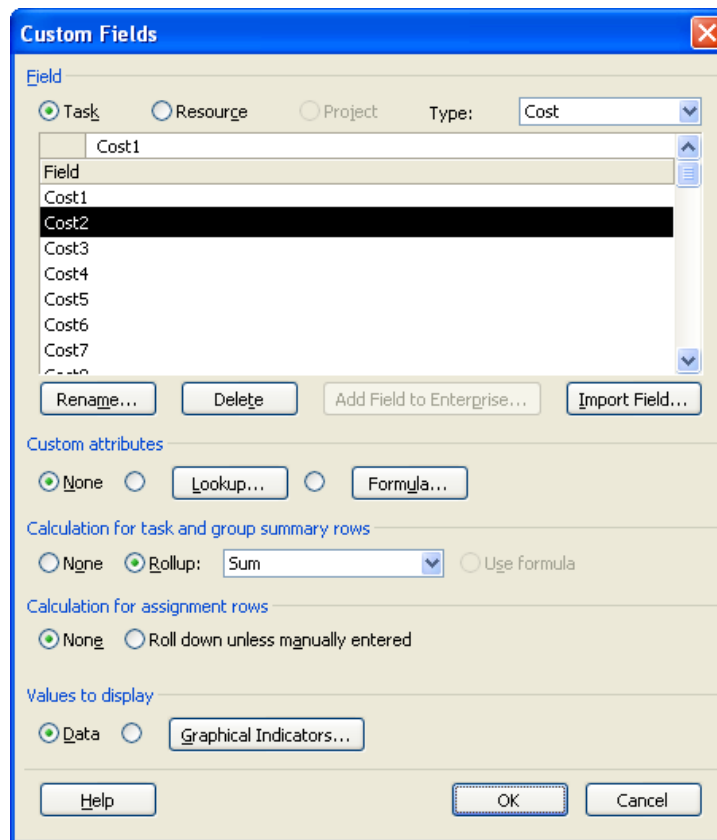 Custom Fields
Field
Task Resource Project Type: Cost
Cost1
Field
Cost1
Cost2
Cost3
Cost4
Cost5
Cost6
Cost7
Rename... Delete Add Field to Enterprise... Import Field...
Custom attributes
None Lookup... Formula...
Calculation for task and group summary rows
None Rollup: Sum Use formula
Calculation for assignment rows
None Roll down unless manually entered
Values to display
Data Graphical Indicators...
Help OK Cancel